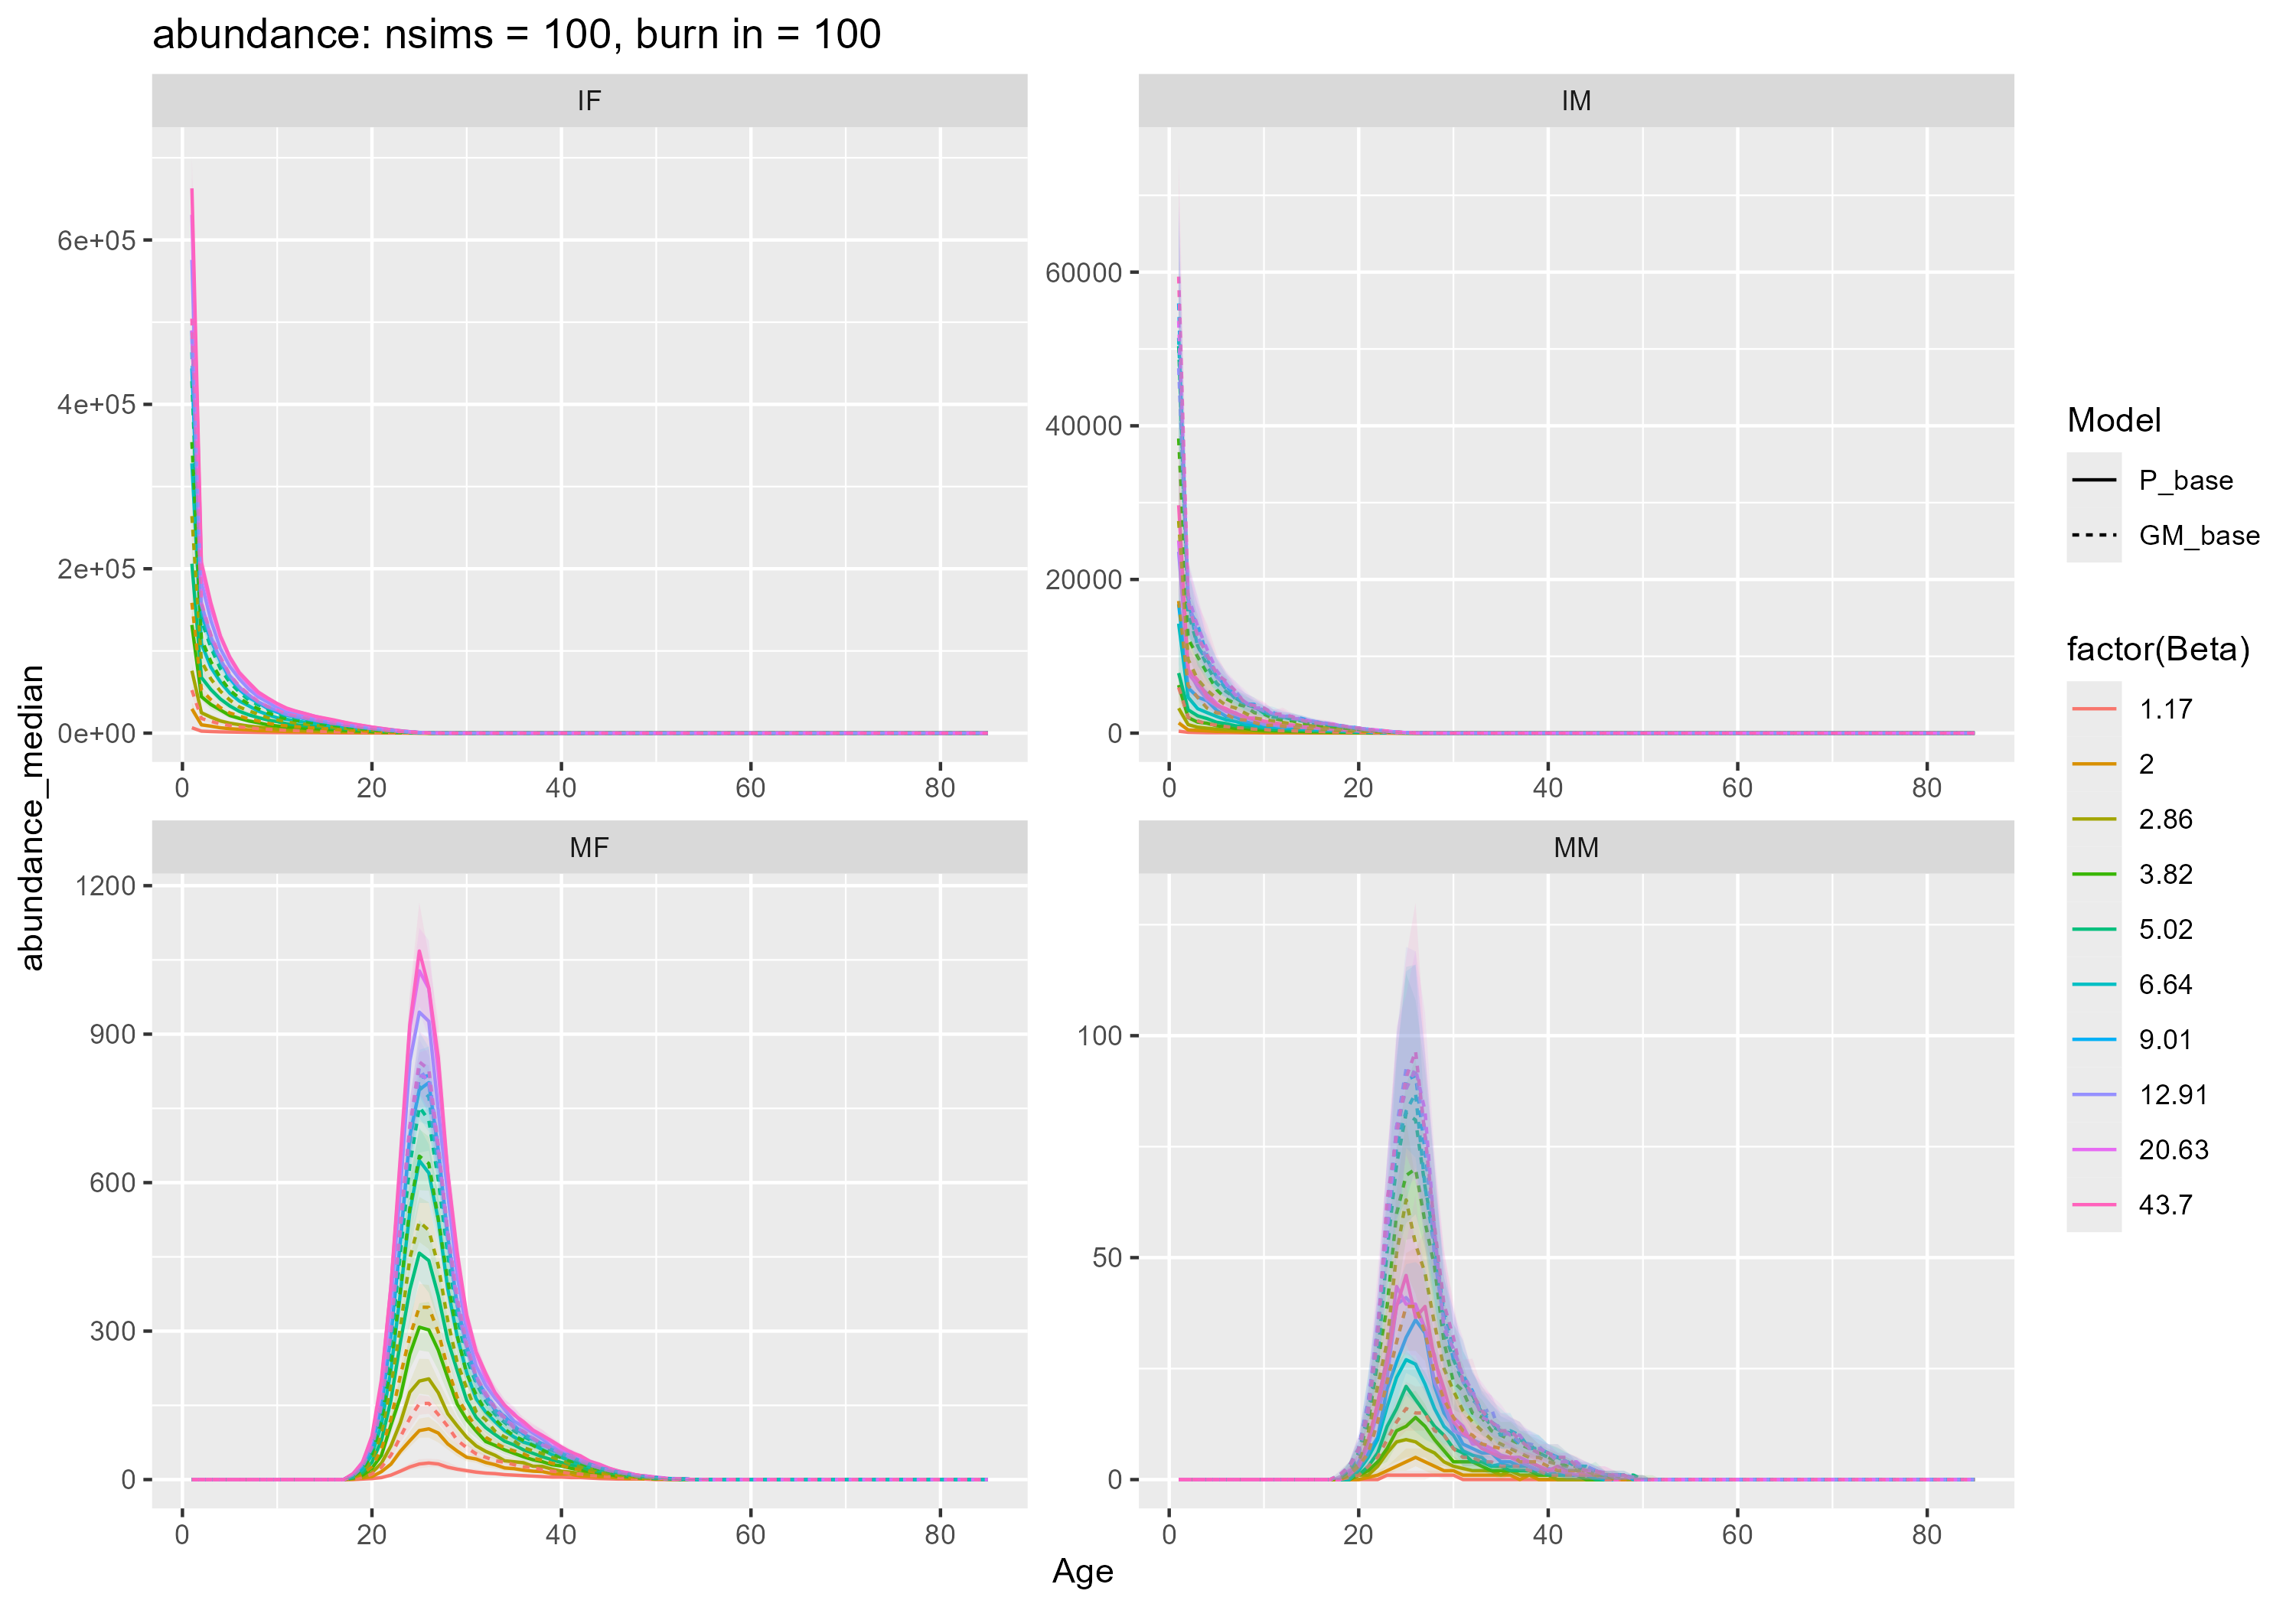 abundance: nsims = 100, burn in = 100
IF
IM
6e+05
4e+05
2e+05
0e+00
60000
40000
20000
0
0 20 40 60 80
0 20 40 60 80
MF
MM
1200
900
600
300
0
100
50
0
0 20 40 60 80
0 20 40 60 80
Age
abundance_median
Model
P_base
GM_base
factor(Beta)
1.17
2
2.86
3.82
5.02
6.64
9.01
12.91
20.63
43.7